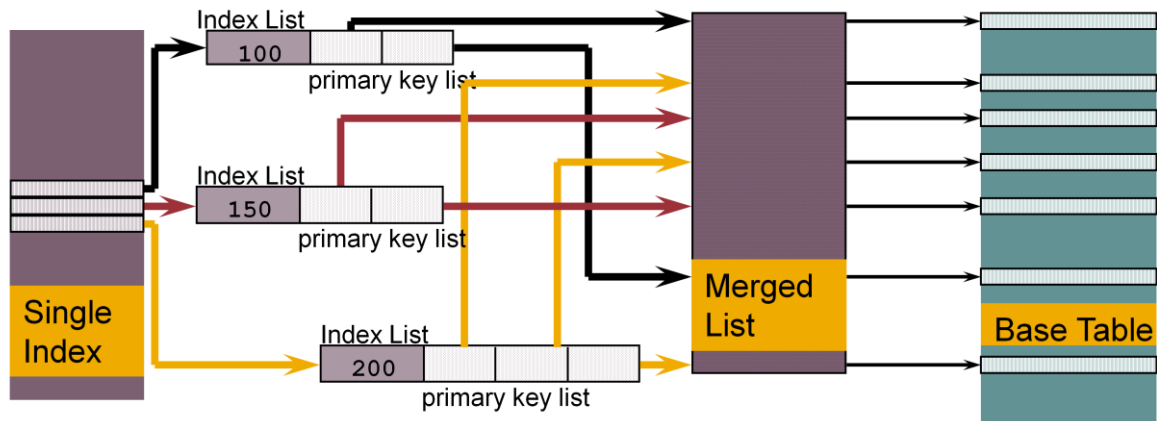 Index List
100
primary key list
Index List
150
primary key list
Single
Index
Index List
200
primary key list
Merged
List
Base Table